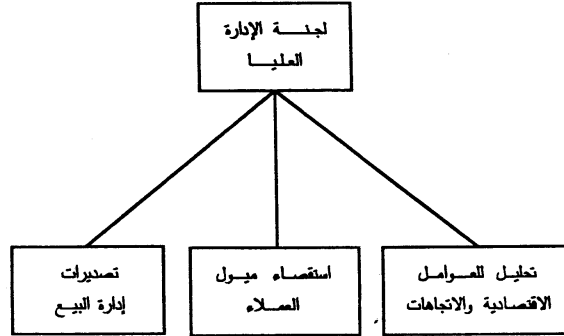 لجنة الإدارة
العليا
تحليل للعوامل
الاقتصادية والاتجاهات
استقصاء ميول
العملاء
تصديرات
إدارة البيع